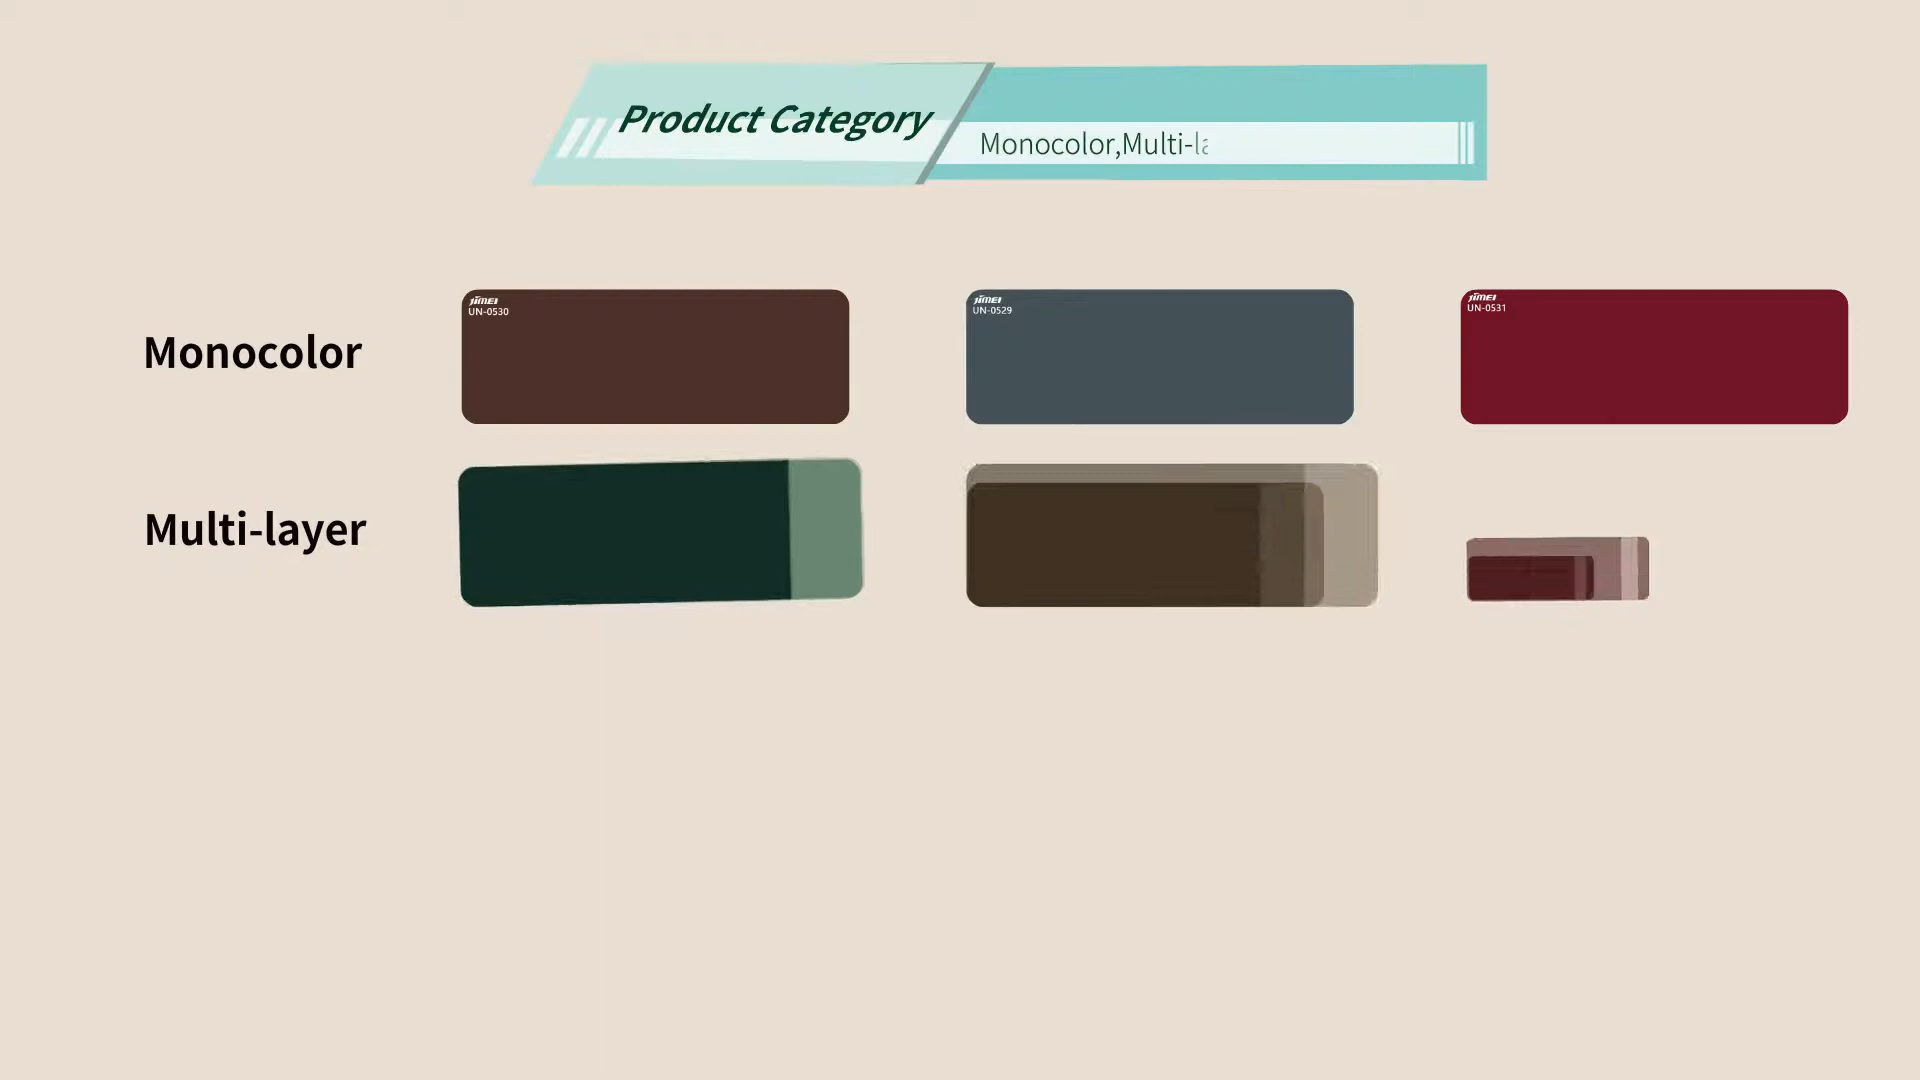 Product Category
Monocolor,Multi-la
Monocolor
JIMEI
UN-0530
JIMEI
UN-0529
JIMEI
UN-0531
Multi-layer